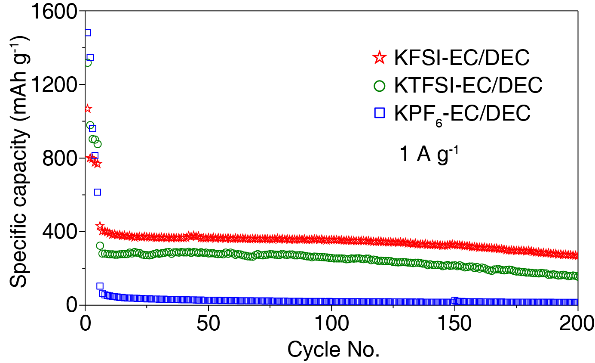 1600
1200
800
400
0
Specific capacity (mAh g⁻¹)
KFSI-EC/DEC
KTFSI-EC/DEC
KPF₆-EC/DEC
1 A g⁻¹
0 50 100 150 200
Cycle No.